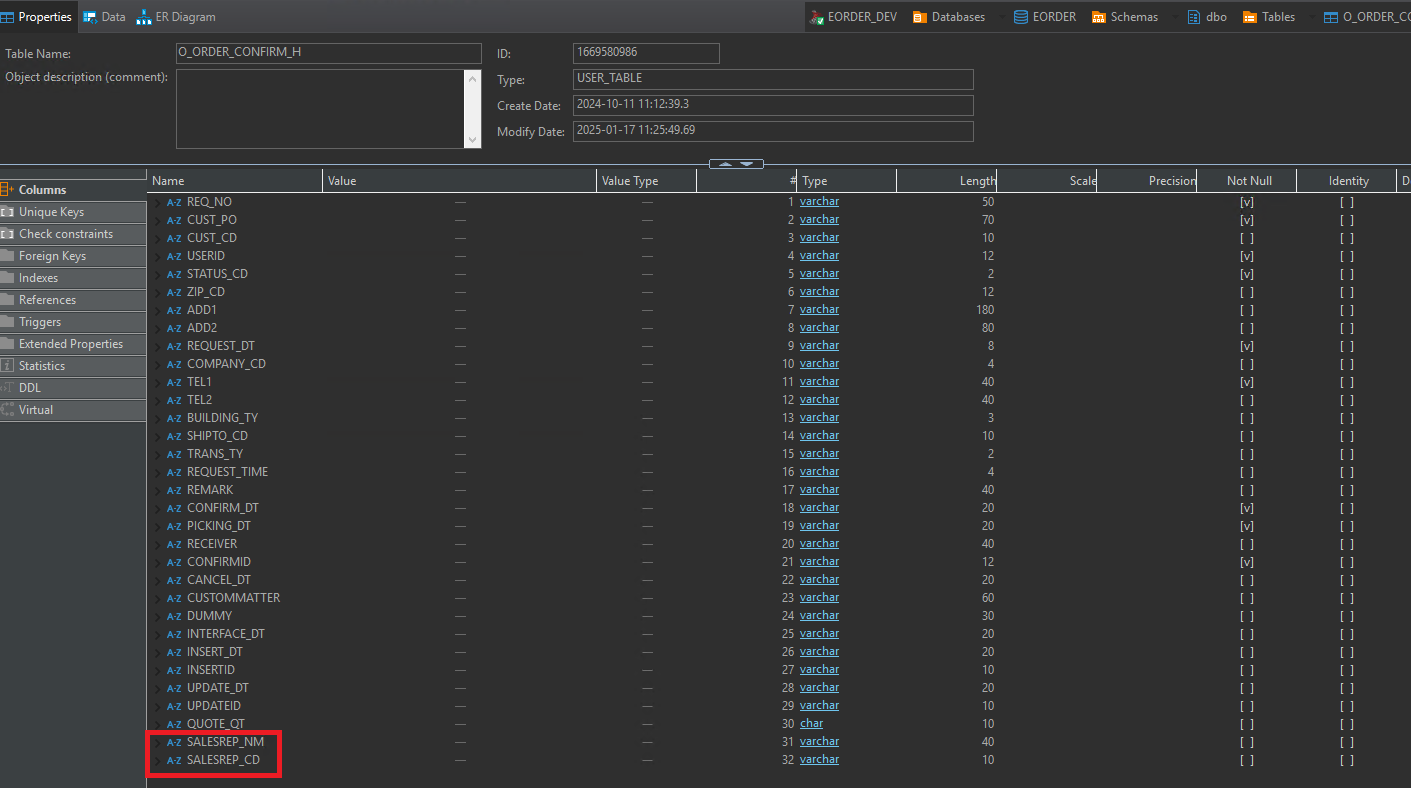 Properties Data ER Diagram EORDER_DEV Databases EORDER Schemas dbo Tables
Table Name: O_ORDER_CONFIRM_H ID: 1669580986
Object description (comment): Type: USER_TABLE
Create Date: 2024-10-11 11:12:39.3
Modify Date: 2025-01-17 11:25:49.69
Columns
Unique Keys
Check constraints
Foreign Keys
Indexes
References
Triggers
Extended Properties
Statistics
DDL
Virtual
Name Value Value Type # Type Length Scale Precision Not Null Identity D
A-Z REQ_NO — — 1 varchar 50 [v] [ ]
A-Z CUST_PO — — 2 varchar 70 [v] [ ]
A-Z CUST_CD — — 3 varchar 10 [ ] [ ]
A-Z USERID — — 4 varchar 12 [v] [ ]
A-Z STATUS_CD — — 5 varchar 2 [v] [ ]
A-Z ZIP_CD — — 6 varchar 12 [ ] [ ]
A-Z ADD1 — — 7 varchar 180 [ ] [ ]
A-Z ADD2 — — 8 varchar 80 [ ] [ ]
A-Z REQUEST_DT — — 9 varchar 8 [v] [ ]
A-Z COMPANY_CD — — 10 varchar 4 [ ] [ ]
A-Z TEL1 — — 11 varchar 40 [v] [ ]
A-Z TEL2 — — 12 varchar 40 [ ] [ ]
A-Z BUILDING_TY — — 13 varchar 3 [ ] [ ]
A-Z SHIPTO_CD — — 14 varchar 10 [ ] [ ]
A-Z TRANS_TY — — 15 varchar 2 [ ] [ ]
A-Z REQUEST_TIME — — 16 varchar 4 [ ] [ ]
A-Z REMARK — — 17 varchar 40 [ ] [ ]
A-Z CONFIRM_DT — — 18 varchar 20 [v] [ ]
A-Z PICKING_DT — — 19 varchar 20 [v] [ ]
A-Z RECEIVER — — 20 varchar 40 [ ] [ ]
A-Z CONFIRMID — — 21 varchar 12 [v] [ ]
A-Z CANCEL_DT — — 22 varchar 20 [ ] [ ]
A-Z CUSTOMMATTER — — 23 varchar 60 [ ] [ ]
A-Z DUMMY — — 24 varchar 30 [ ] [ ]
A-Z INTERFACE_DT — — 25 varchar 20 [ ] [ ]
A-Z INSERT_DT — — 26 varchar 20 [ ] [ ]
A-Z INSERTID — — 27 varchar 10 [ ] [ ]
A-Z UPDATE_DT — — 28 varchar 20 [ ] [ ]
A-Z UPDATEID — — 29 varchar 10 [ ] [ ]
A-Z QUOTE_QT — — 30 char 10 [ ] [ ]
A-Z SALESREP_NM — — 31 varchar 40 [ ] [ ]
A-Z SALESREP_CD — — 32 varchar 10 [ ] [ ]